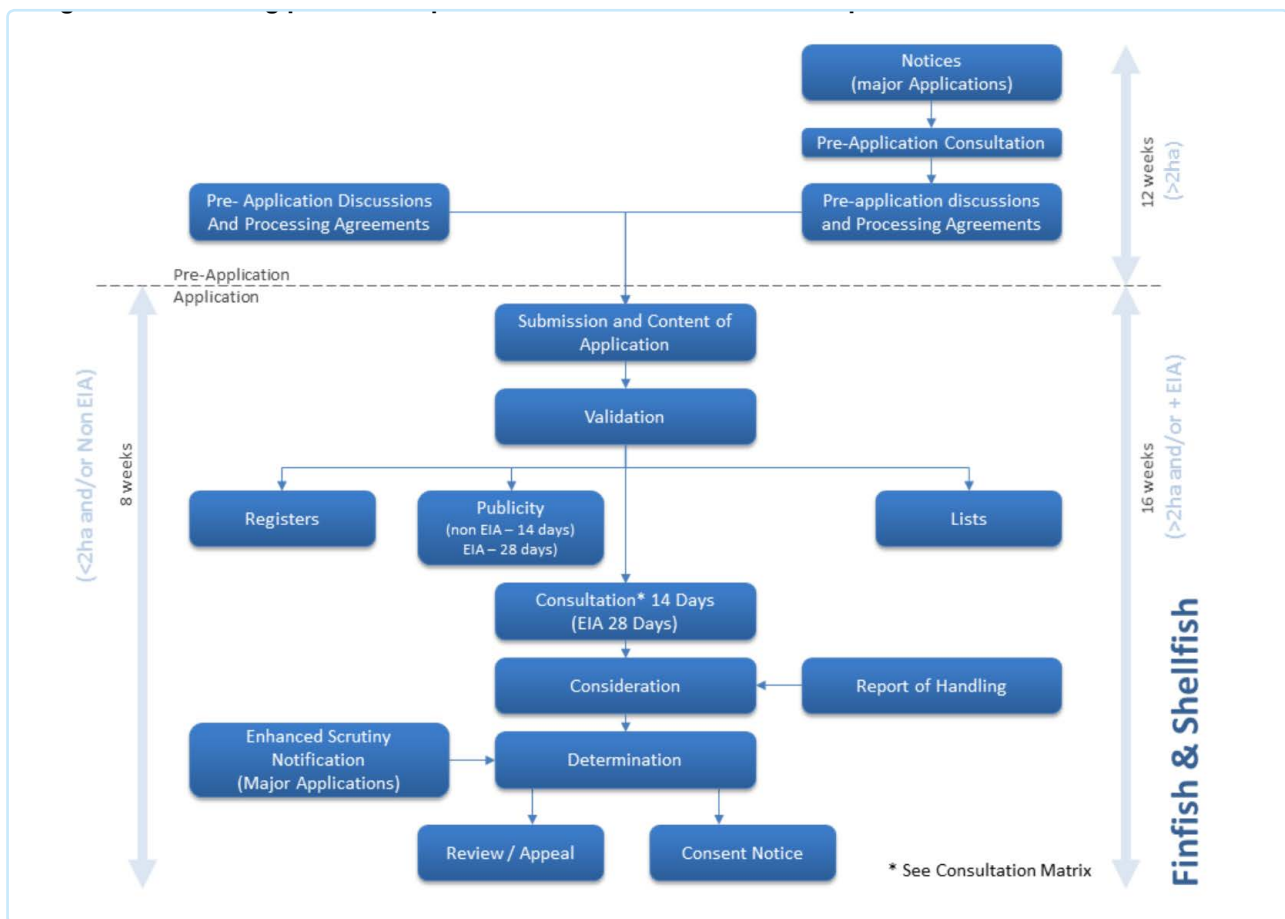 Notices
(major Applications)
Pre-Application Consultation
Pre- Application Discussions
And Processing Agreements
Pre-application discussions
and Processing Agreements
12 weeks
(>2ha)
Pre-Application
Application
Submission and Content of
Application
Validation
Registers
Publicity
(non EIA – 14 days)
EIA – 28 days)
Lists
(<2ha and/or Non EIA)
8 weeks
16 weeks
(>2ha and/or + EIA)
Consultation* 14 Days
(EIA 28 Days)
Consideration
Report of Handling
Enhanced Scrutiny
Notification
(Major Applications)
Determination
Review / Appeal
Consent Notice
* See Consultation Matrix
Finfish & Shellfish